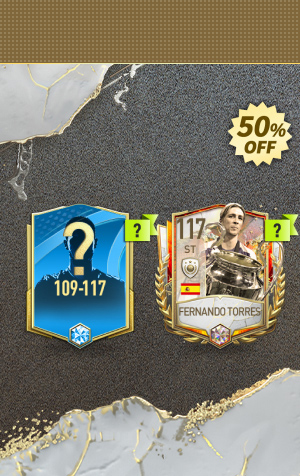 50%
OFF
?
?
?
109-117
117
ST
FERNANDO TORRES